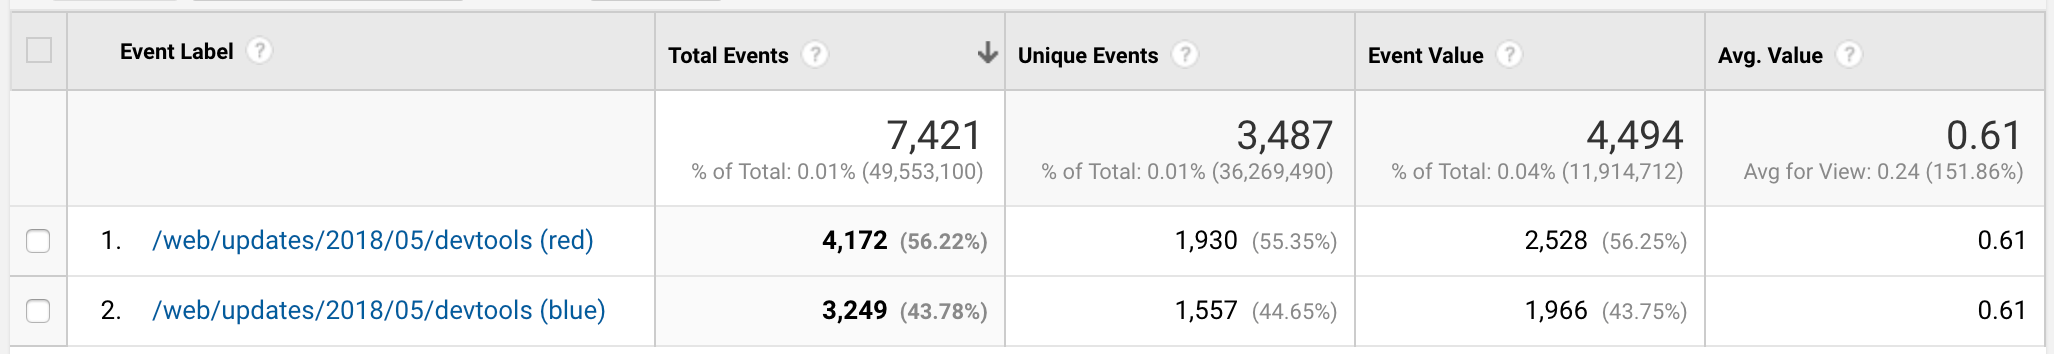 Event Label ? Total Events ? Unique Events ? Event Value ? Avg. Value ?
7,421 3,487 4,494 0.61
% of Total: 0.01% (49,553,100) % of Total: 0.01% (36,269,490) % of Total: 0.04% (11,914,712) Avg for View: 0.24 (151.86%)
1. /web/updates/2018/05/devtools (red) 4,172 (56.22%) 1,930 (55.35%) 2,528 (56.25%) 0.61
2. /web/updates/2018/05/devtools (blue) 3,249 (43.78%) 1,557 (44.65%) 1,966 (43.75%) 0.61